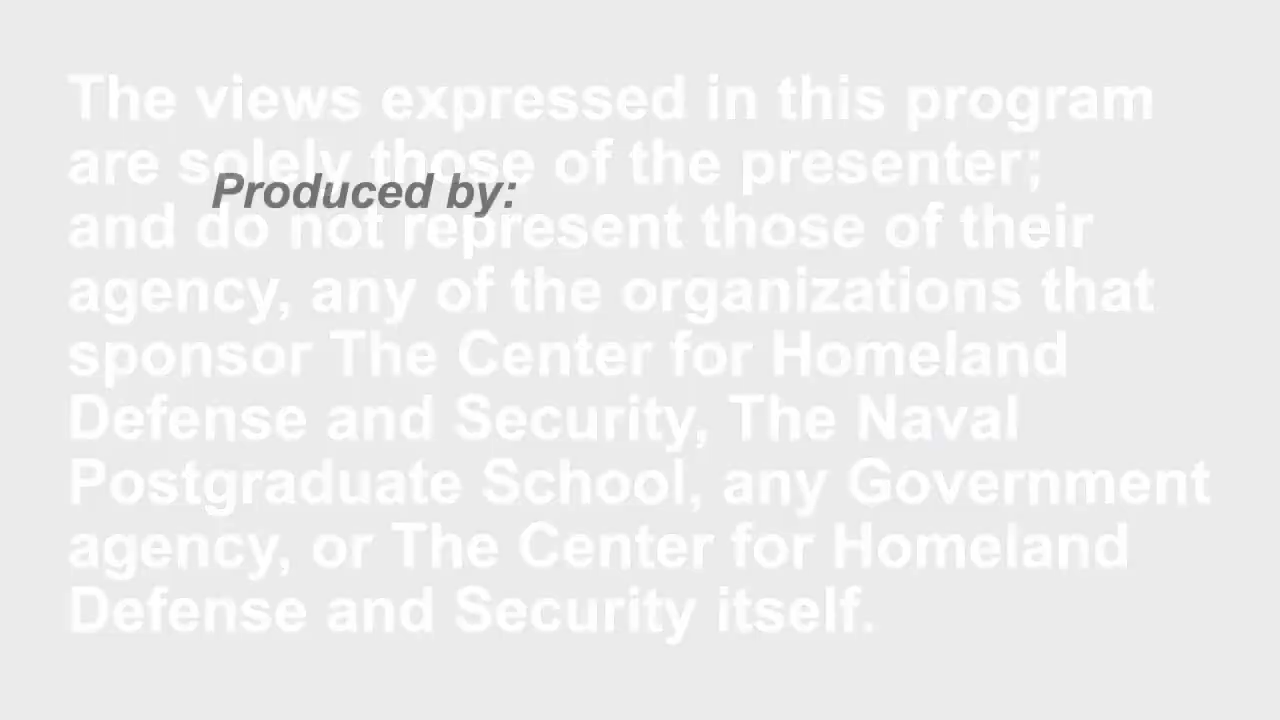 The views expressed in this program
are solely those of the presenter;
Produced by:
and do not represent those of their
agency, any of the organizations that
sponsor The Center for Homeland
Defense and Security, The Naval
Postgraduate School, any Government
agency, or The Center for Homeland
Defense and Security itself.